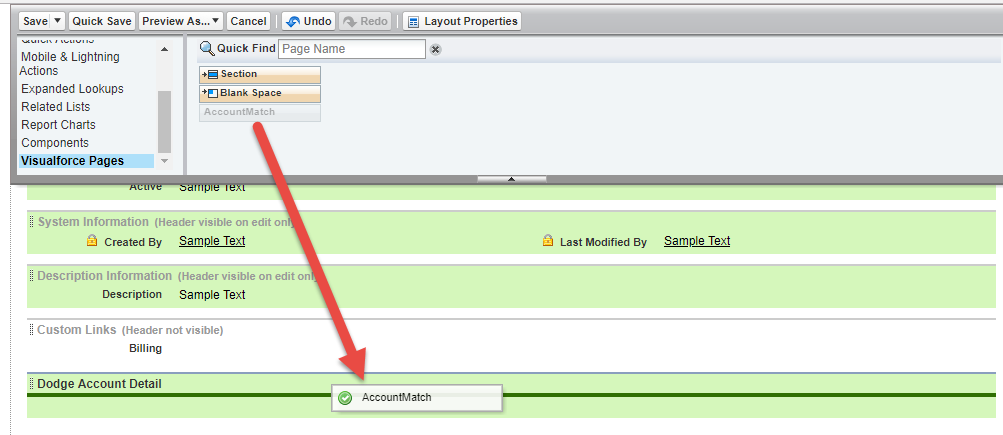 Save Quick Save Preview As... Cancel Undo Redo Layout Properties
Quick Actions
Mobile & Lightning
Actions
Expanded Lookups
Related Lists
Report Charts
Components
Visualforce Pages
Quick Find Page Name
Section
Blank Space
AccountMatch
Active Sample Text
System Information (Header visible on edit only)
Created By Sample Text Last Modified By Sample Text
Description Information (Header visible on edit only)
Description Sample Text
Custom Links (Header not visible)
Billing
Dodge Account Detail
AccountMatch